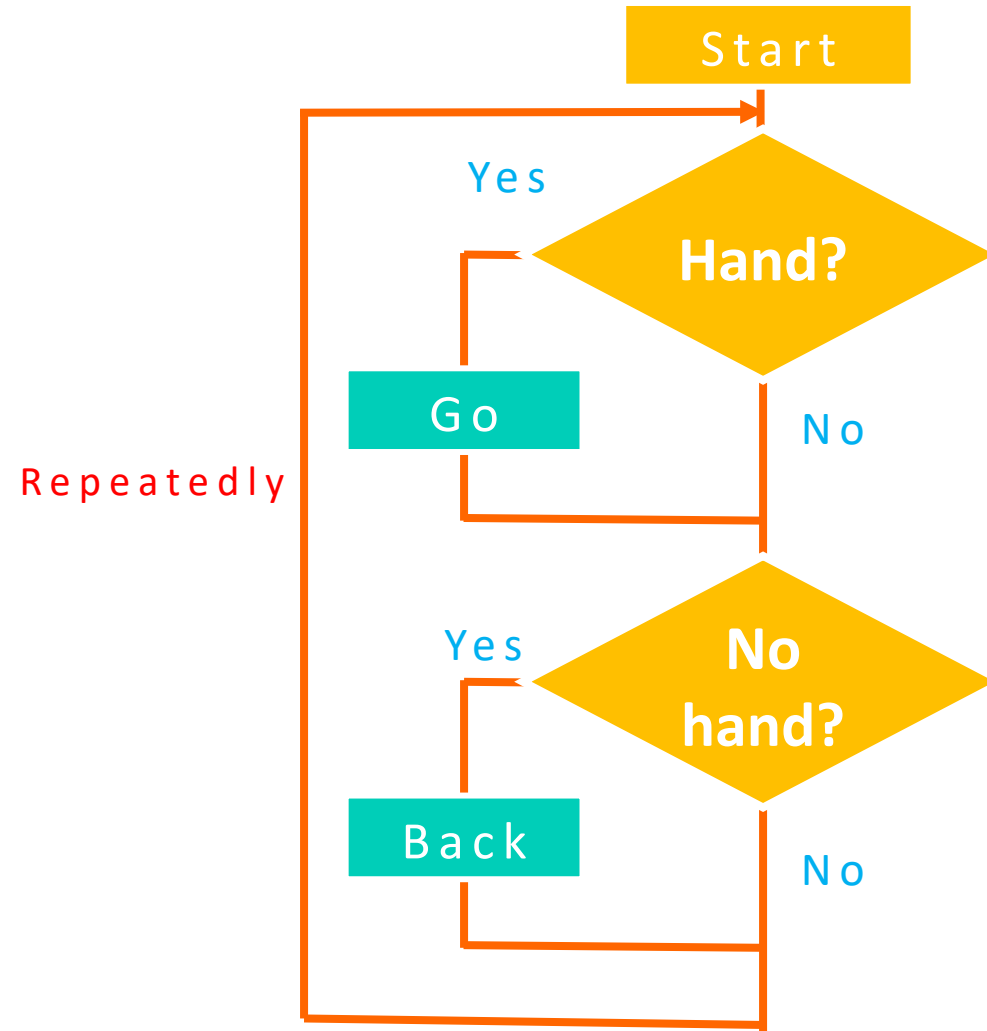 Start
Yes
Hand?
Go
No
Repeatedly
Yes
No
hand?
Back
No